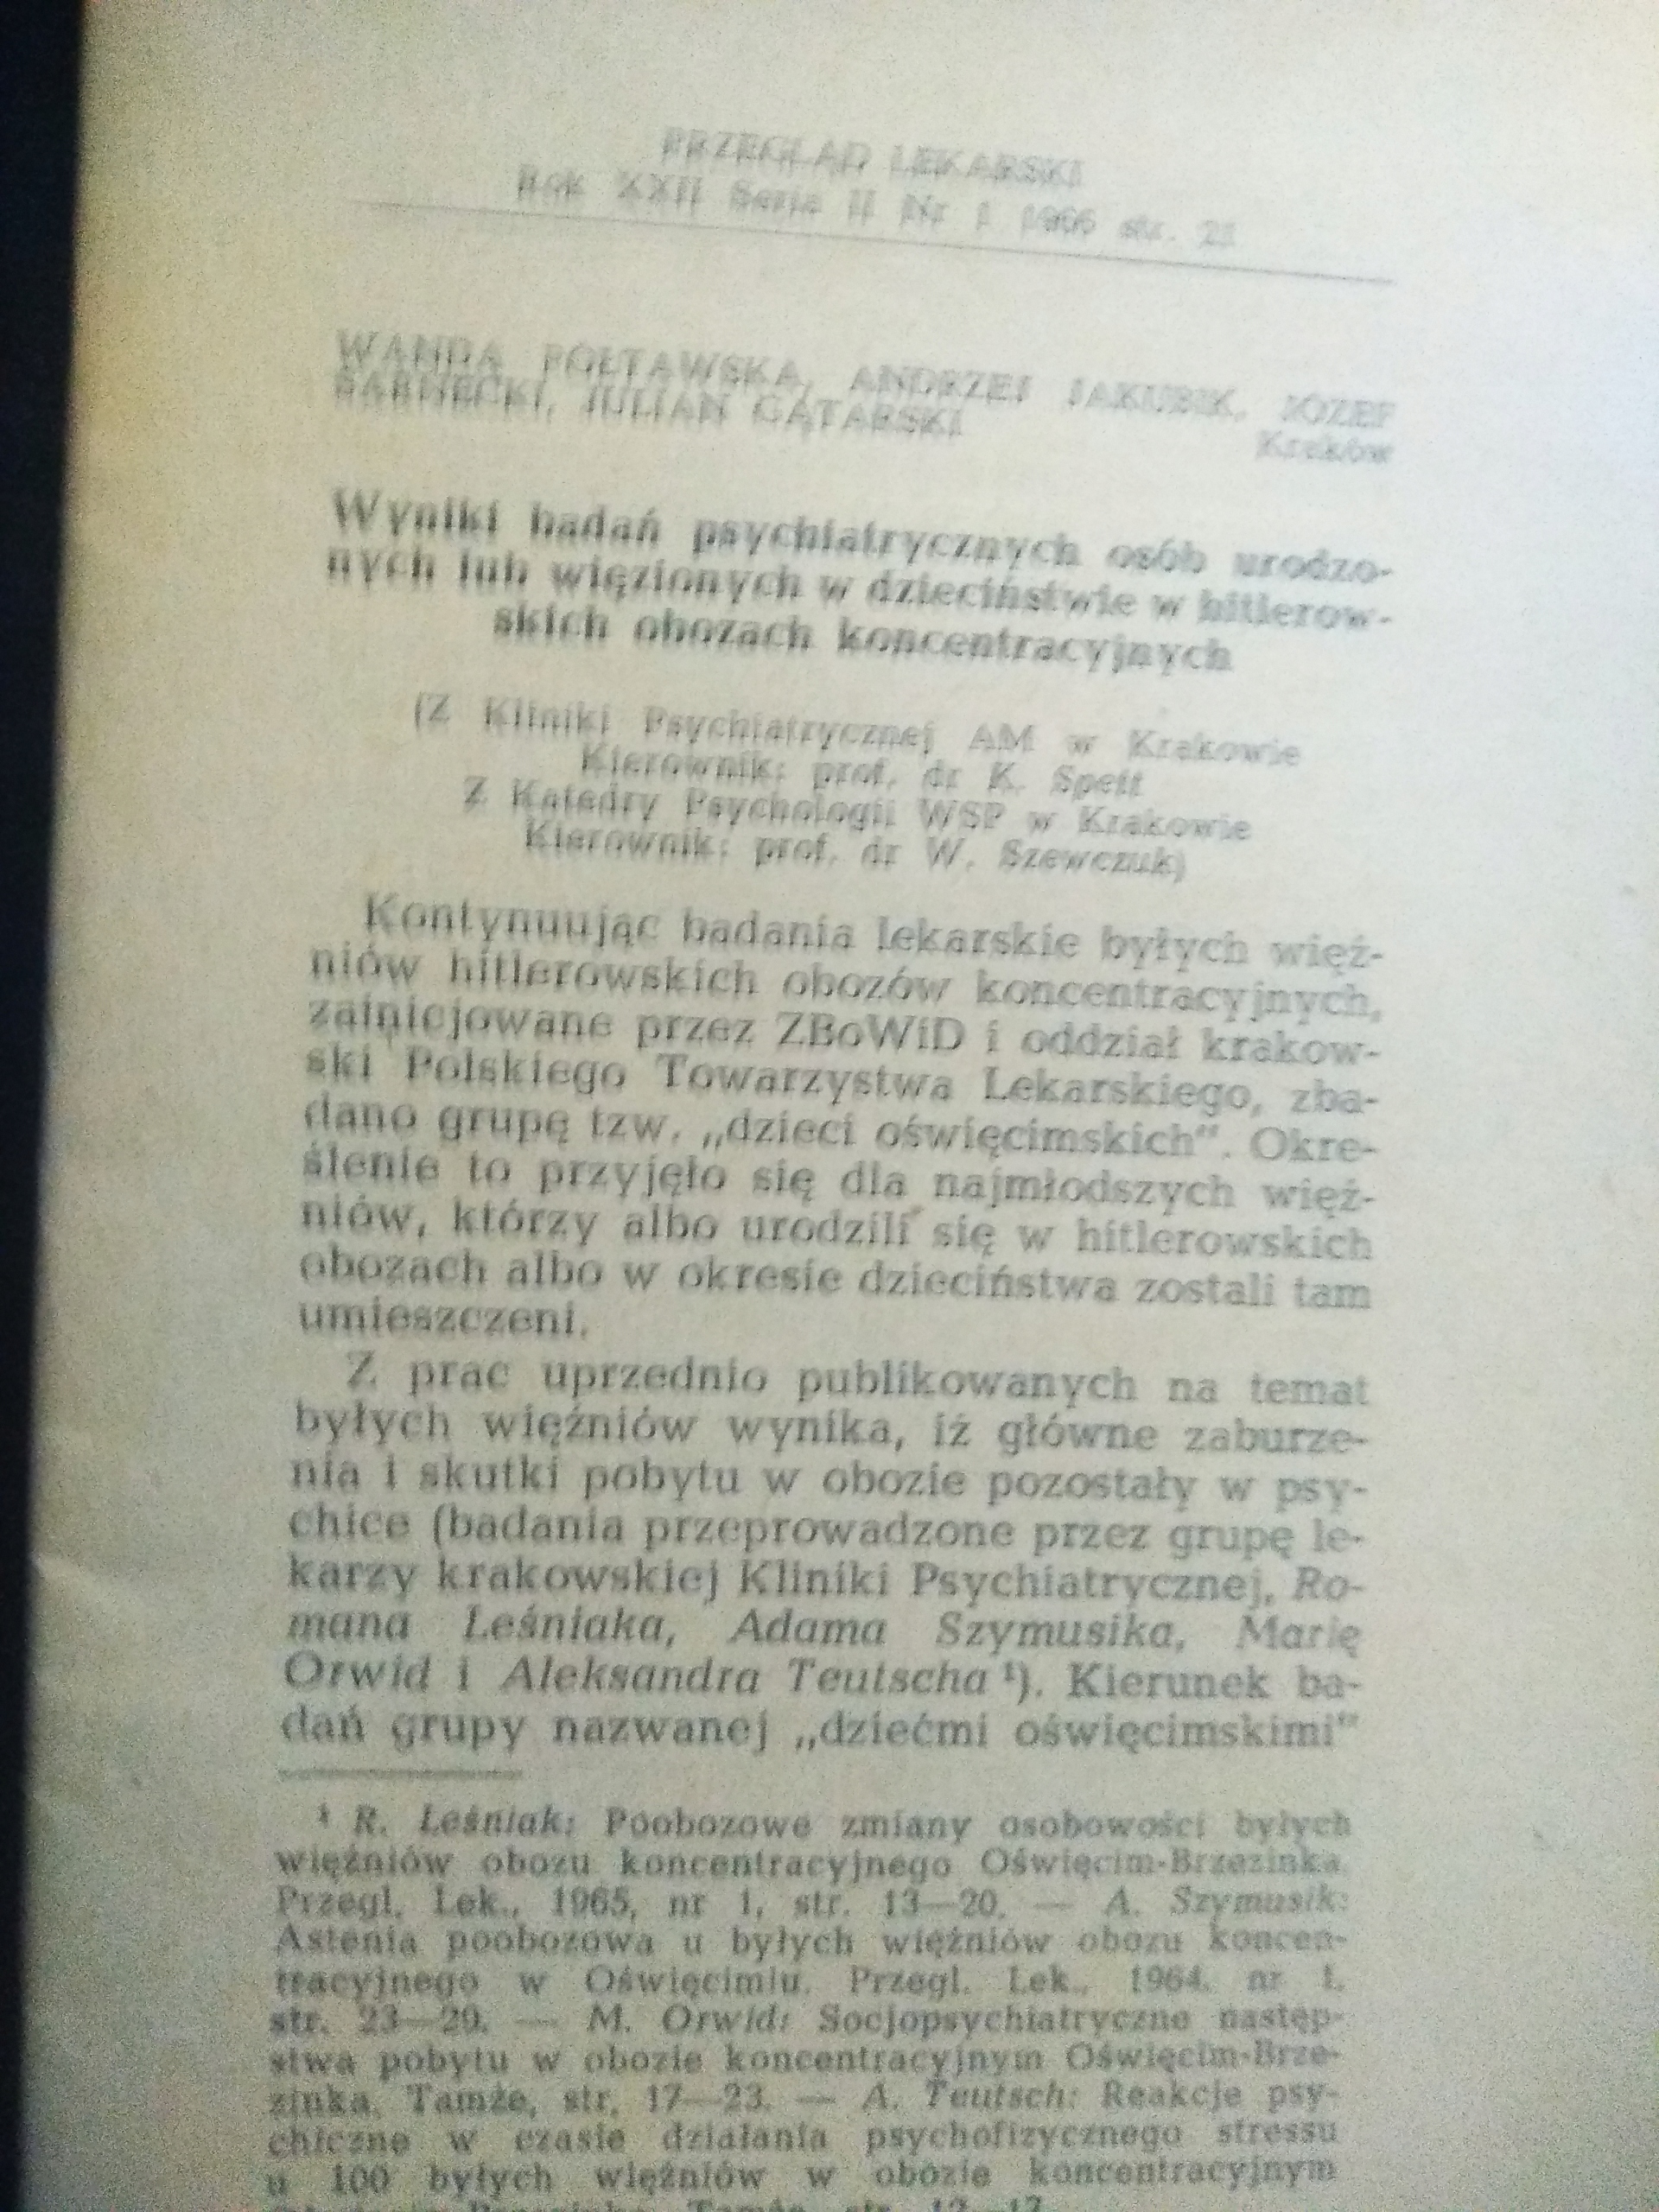 PRZEGLĄD LEKARSKI
Rok XXII Seria II Nr 1 1966 str. 21
WANDA PÓŁTAWSKA, ANDRZEJ JAKUBIK, JÓZEF
SARNECKI, JULIAN GĄTARSKI
Kraków
Wyniki badań psychiatrycznych osób urodzo-
nych lub więzionych w dzieciństwie w hitlerow-
skich obozach koncentracyjnych
(Z Kliniki Psychiatrycznej AM w Krakowie
Kierownik: prof. dr K. Spett
Z Katedry Psychologii WSP w Krakowie
Kierownik: prof. dr W. Szewczuk)
Kontynuując badania lekarskie byłych więź-
niów hitlerowskich obozów koncentracyjnych,
zainicjowane przez ZBoWiD i oddział krakow-
ski Polskiego Towarzystwa Lekarskiego, zba-
dano grupę tzw. „dzieci oświęcimskich". Okre-
ślenie to przyjęło się dla najmłodszych więź-
niów, którzy albo urodzili się w hitlerowskich
obozach albo w okresie dzieciństwa zostali tam
umieszczeni.
Z prac uprzednio publikowanych na temat
byłych więźniów wynika, iż główne zaburze-
nia i skutki pobytu w obozie pozostały w psy-
chice (badania przeprowadzone przez grupę le-
karzy krakowskiej Kliniki Psychiatrycznej, Ro-
mana Leśniaka, Adama Szymusika, Marię
Orwid i Aleksandra Teutscha ¹). Kierunek ba-
dań grupy nazwanej „dziećmi oświęcimskimi"
¹ R. Leśniak: Poobozowe zmiany osobowości byłych
więźniów obozu koncentracyjnego Oświęcim-Brzezinka.
Przegl. Lek., 1965, nr 1, str. 13—20. — A. Szymusik:
Astenia poobozowa u byłych więźniów obozu koncen-
tracyjnego w Oświęcimiu. Przegl. Lek., 1964, nr 1,
str. 23—29. — M. Orwid: Socjopsychiatryczne następ-
stwa pobytu w obozie koncentracyjnym Oświęcim-Brze-
zinka. Tamże, str. 17—23. — A. Teutsch: Reakcje psy-
chiczne w czasie działania psychofizycznego stressu
u 100 byłych więźniów w obozie koncentracyjnym
Tamże, str. 12—17.